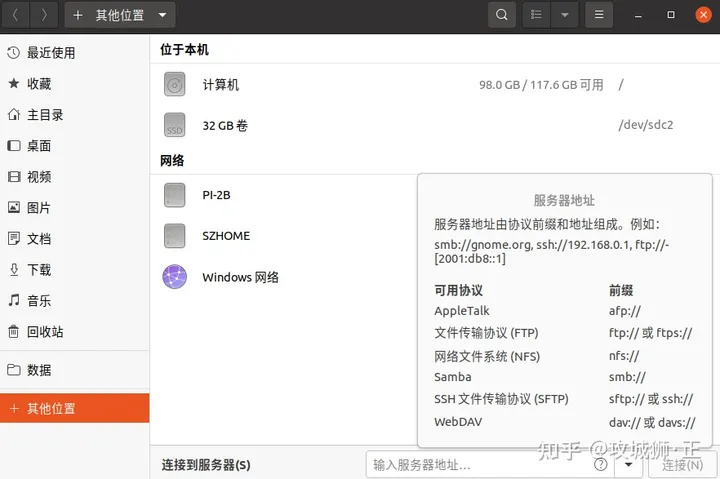 其他位置
最近使用
收藏
主目录
桌面
视频
图片
文档
下载
音乐
回收站
数据
其他位置
位于本机
计算机 98.0 GB / 117.6 GB 可用 /
SSD 32 GB 卷 /dev/sdc2
网络
PI-2B
SZHOME
Windows 网络
服务器地址
服务器地址由协议前缀和地址组成。例如：
smb://gnome.org, ssh://192.168.0.1, ftp://-
[2001:db8::1]
可用协议 前缀
AppleTalk afp://
文件传输协议 (FTP) ftp:// 或 ftps://
网络文件系统 (NFS) nfs://
Samba smb://
SSH 文件传输协议 (SFTP) sftp:// 或 ssh://
WebDAV dav:// 或 davs://
连接到服务器(S) 输入服务器地址… 连接(N)
知乎 @攻城狮·正